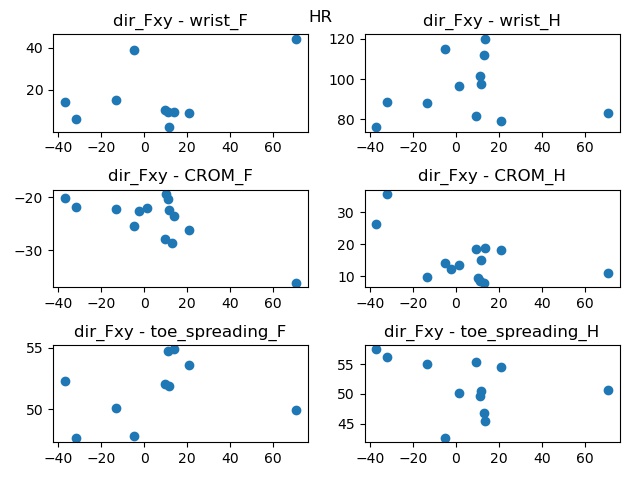 HR
dir_Fxy - wrist_F
40
20
−40 −20 0 20 40 60
dir_Fxy - wrist_H
120
100
80
−40 −20 0 20 40 60
dir_Fxy - CROM_F
−20
−30
−40 −20 0 20 40 60
dir_Fxy - CROM_H
30
20
10
−40 −20 0 20 40 60
dir_Fxy - toe_spreading_F
55
50
−40 −20 0 20 40 60
dir_Fxy - toe_spreading_H
55
50
45
−40 −20 0 20 40 60